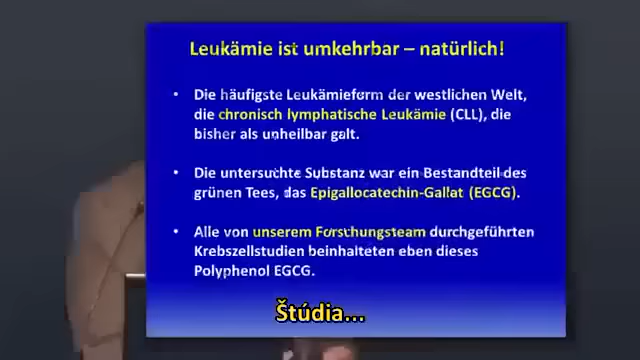 Leukämie ist umkehrbar – natürlich!
• Die häufigste Leukämieform der westlichen Welt,
die chronisch lymphatische Leukämie (CLL), die
bisher als unheilbar galt.
• Die untersuchte Substanz war ein Bestandteil des
grünen Tees, das Epigallocatechin-Gallat (EGCG).
• Alle von unserem Forschungsteam durchgeführten
Krebszellstudien beinhalteten eben dieses
Polyphenol EGCG.
Štúdia...